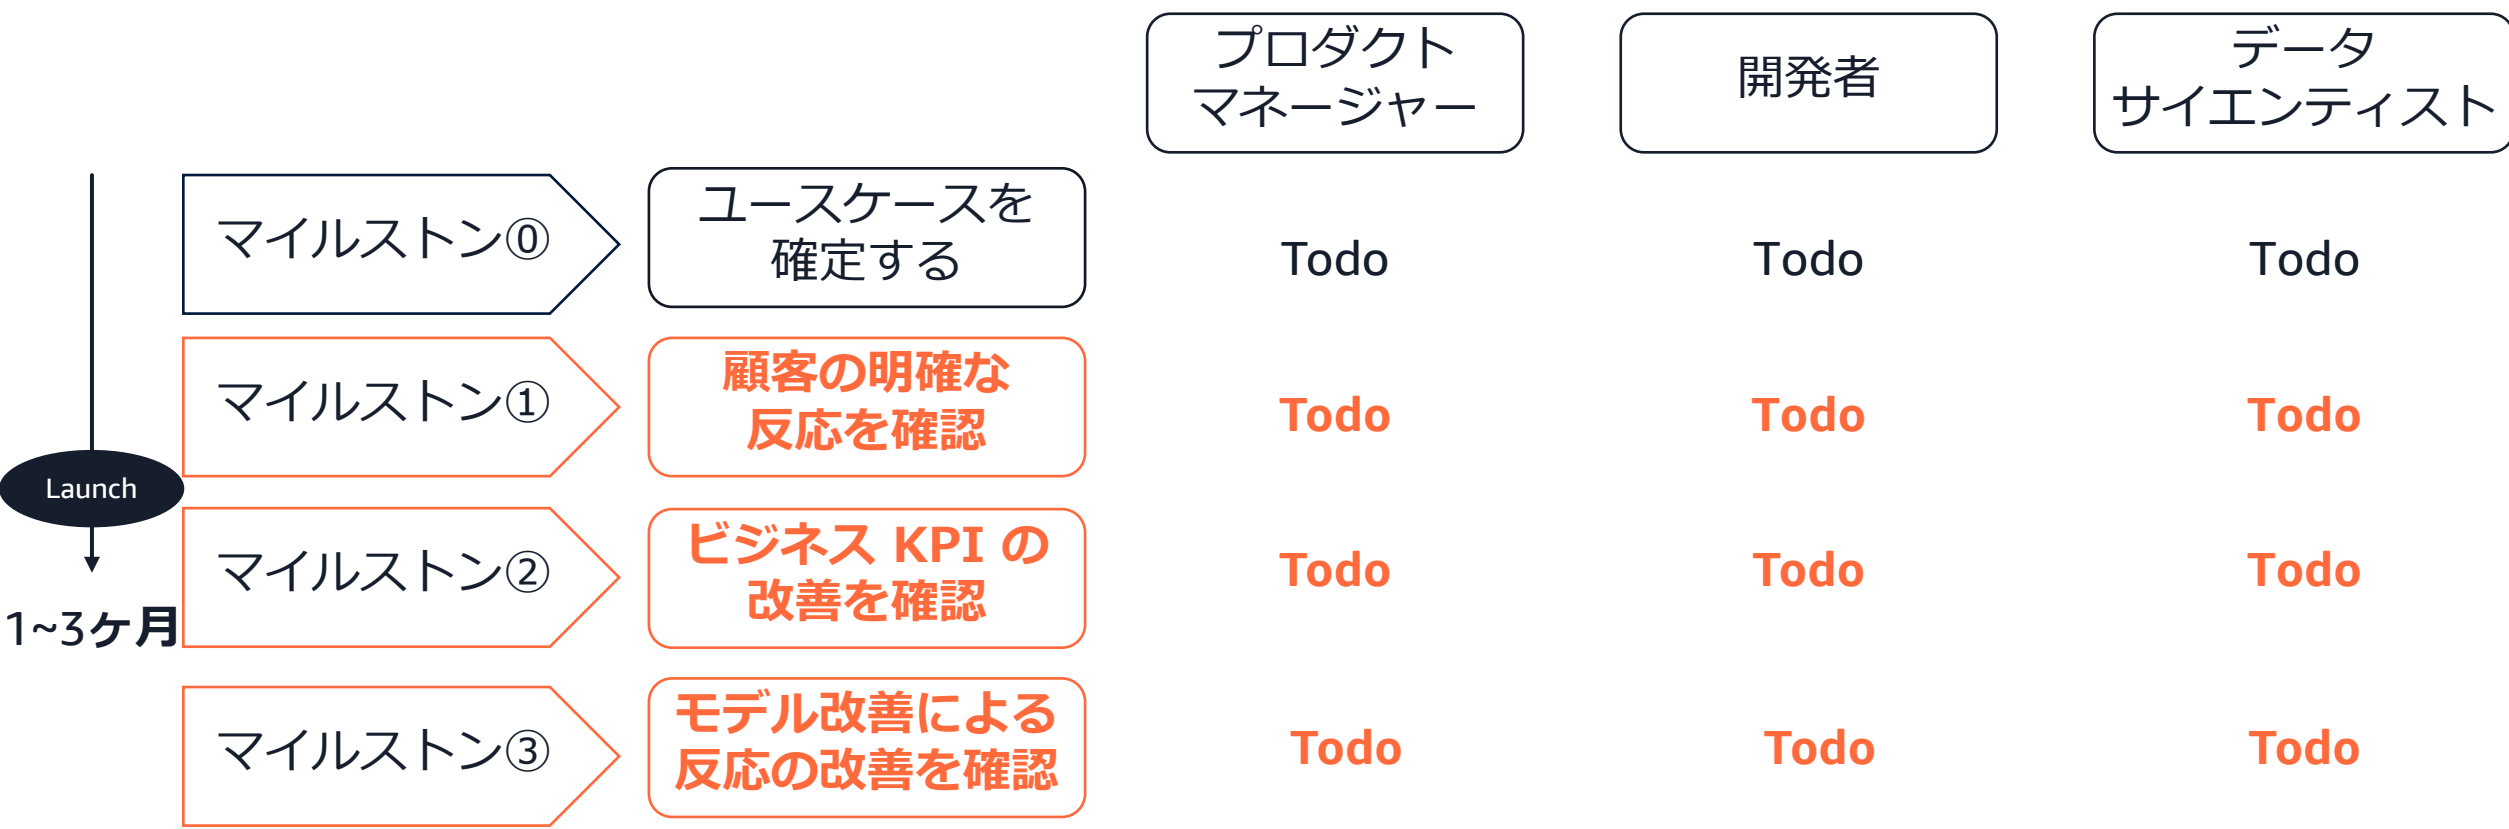 プロダクト
マネージャー
開発者
データ
サイエンティスト
マイルストン⓪
ユースケースを
確定する
Todo
Todo
Todo
マイルストン①
顧客の明確な
反応を確認
Todo
Todo
Todo
Launch
マイルストン②
ビジネス KPI の
改善を確認
Todo
Todo
Todo
1~3ヶ月
マイルストン③
モデル改善による
反応の改善を確認
Todo
Todo
Todo